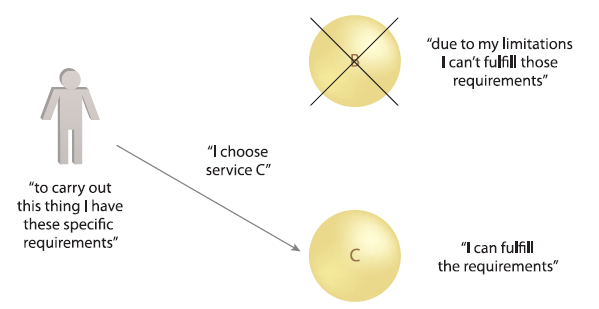 B
“due to my limitations
I can’t fulfill those
requirements”
“I choose
service C”
“to carry out
this thing I have
these specific
requirements”
C
“I can fulfill
the requirements”